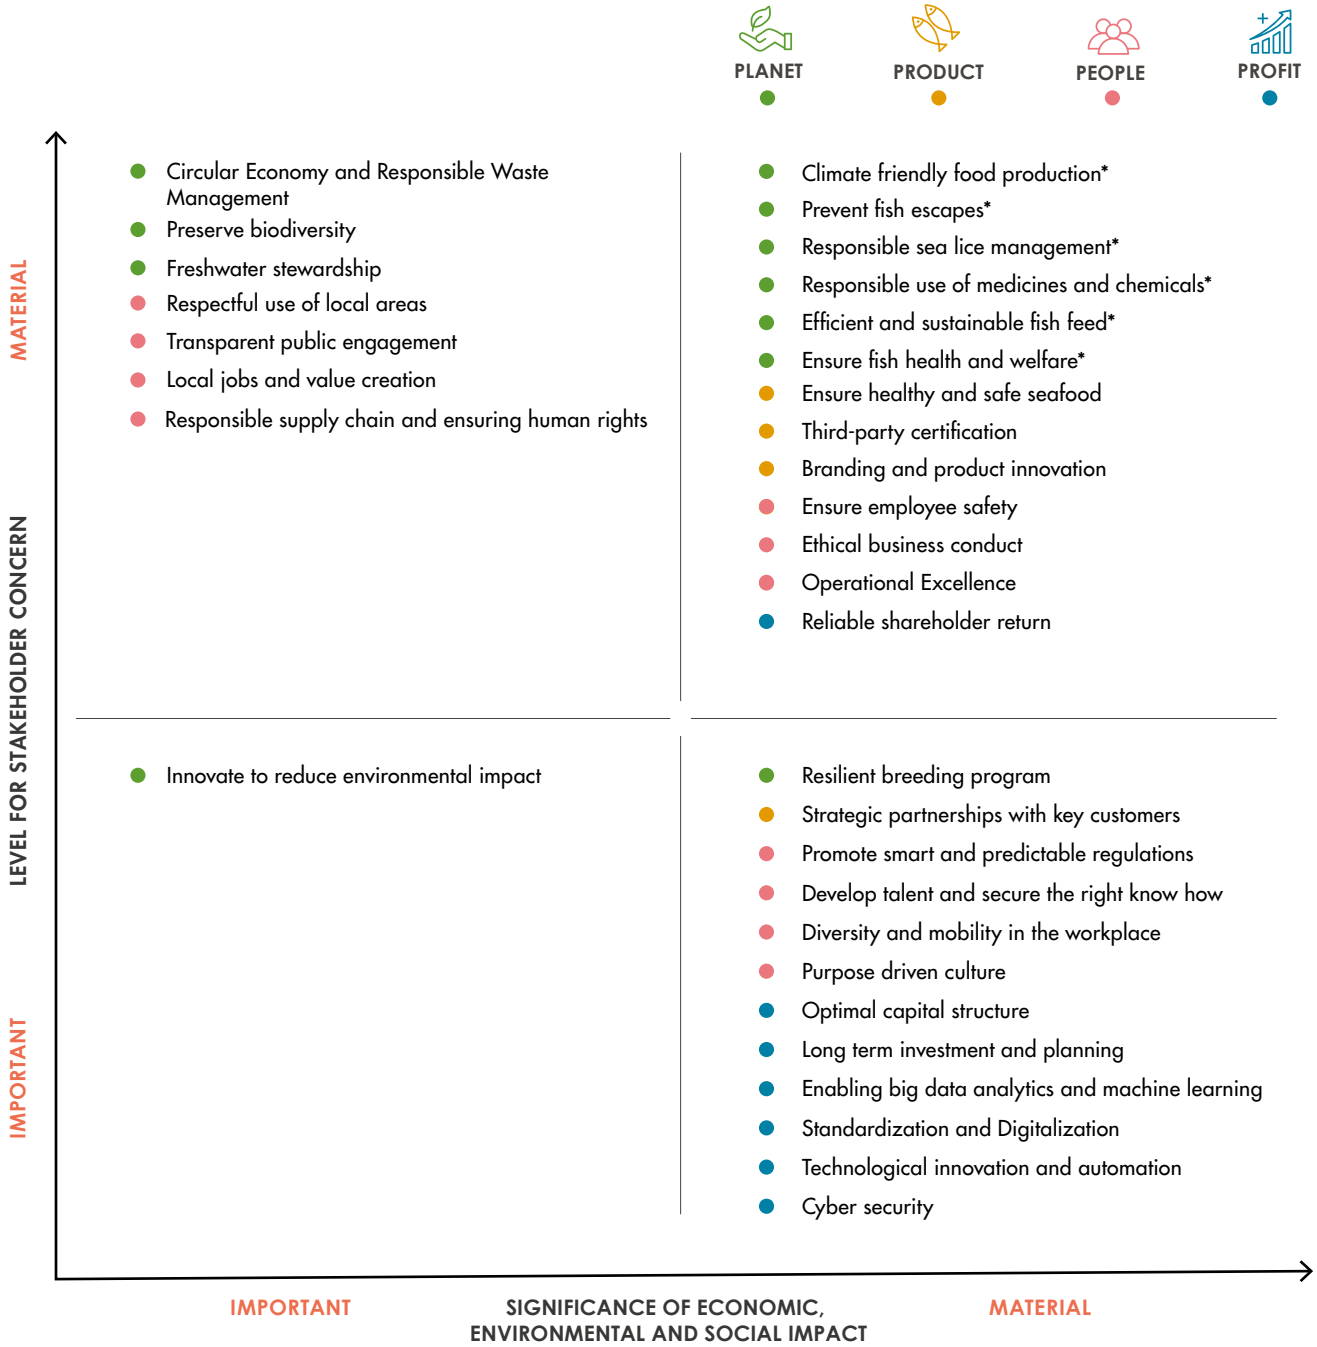 PLANET
PRODUCT
PEOPLE
PROFIT
MATERIAL
LEVEL FOR STAKEHOLDER CONCERN
IMPORTANT
Circular Economy and Responsible Waste
Management
Preserve biodiversity
Freshwater stewardship
Respectful use of local areas
Transparent public engagement
Local jobs and value creation
Responsible supply chain and ensuring human rights
Climate friendly food production*
Prevent fish escapes*
Responsible sea lice management*
Responsible use of medicines and chemicals*
Efficient and sustainable fish feed*
Ensure fish health and welfare*
Ensure healthy and safe seafood
Third-party certification
Branding and product innovation
Ensure employee safety
Ethical business conduct
Operational Excellence
Reliable shareholder return
Innovate to reduce environmental impact
Resilient breeding program
Strategic partnerships with key customers
Promote smart and predictable regulations
Develop talent and secure the right know how
Diversity and mobility in the workplace
Purpose driven culture
Optimal capital structure
Long term investment and planning
Enabling big data analytics and machine learning
Standardization and Digitalization
Technological innovation and automation
Cyber security
IMPORTANT
SIGNIFICANCE OF ECONOMIC,
ENVIRONMENTAL AND SOCIAL IMPACT
MATERIAL